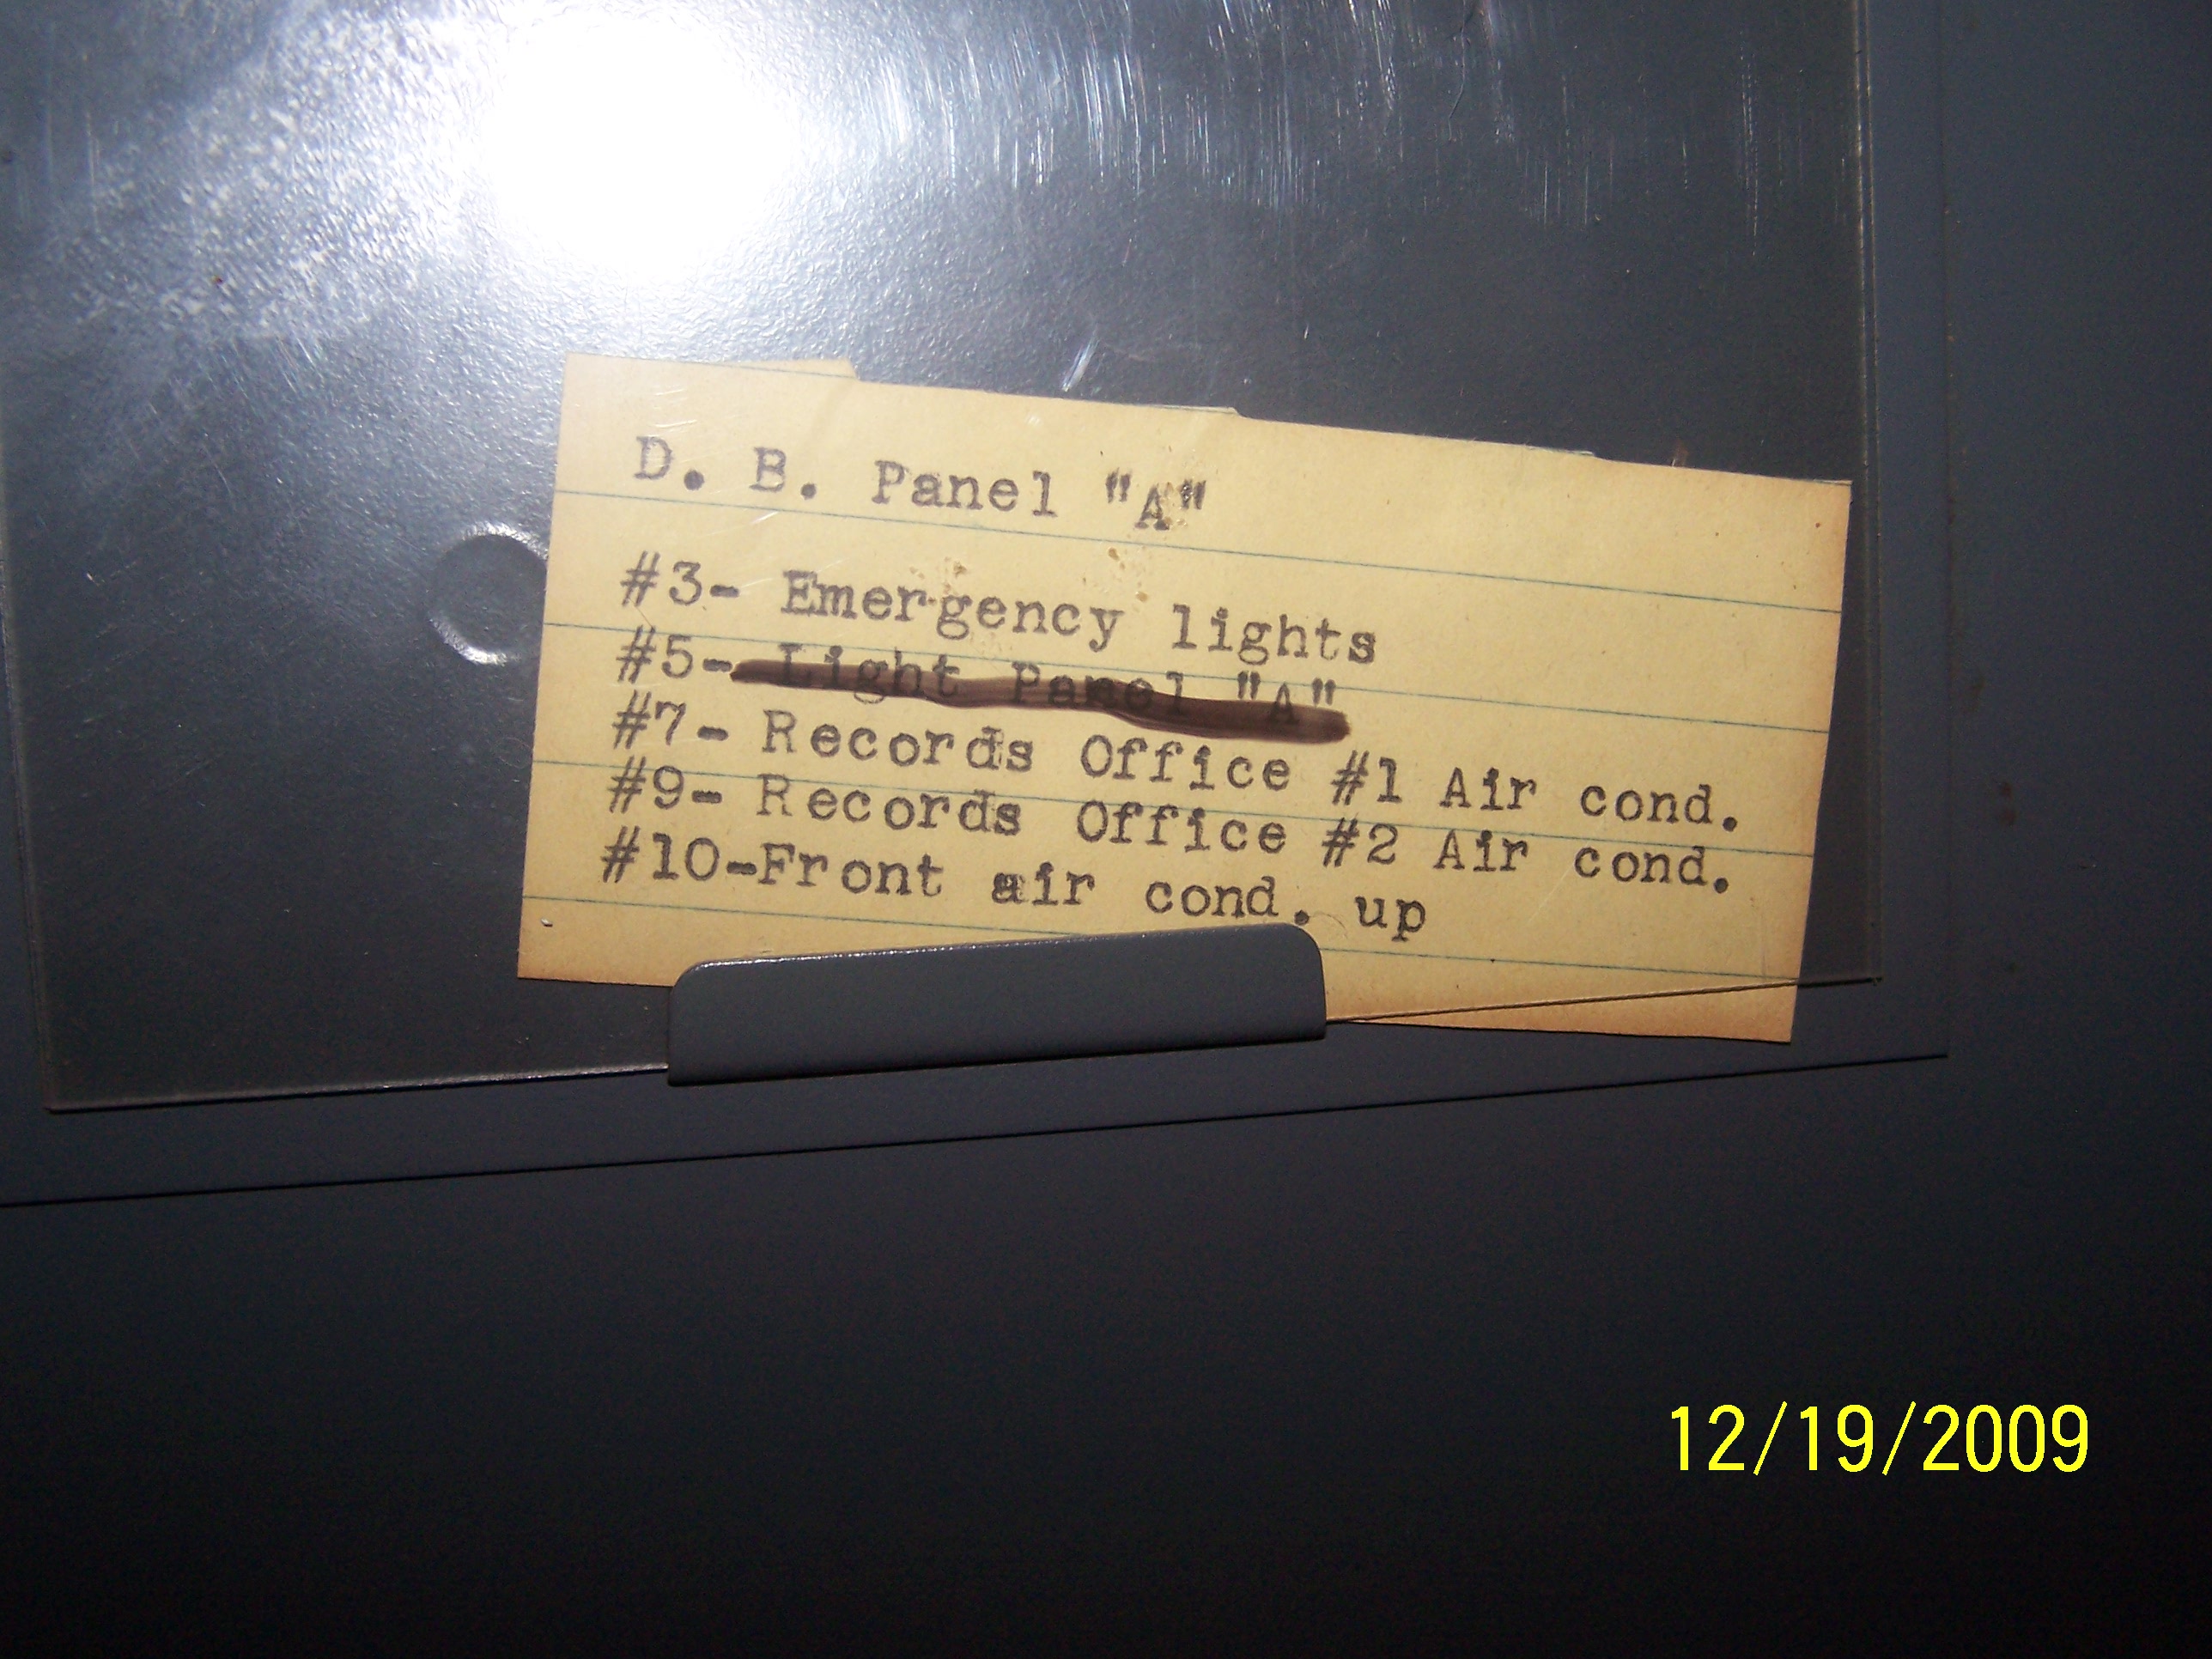 D. B. Panel "A"
#3- Emergency lights
#5- Light Panel "A"
#7- Records Office #1 Air cond.
#9- Records Office #2 Air cond.
#10-Front air cond. up
12/19/2009